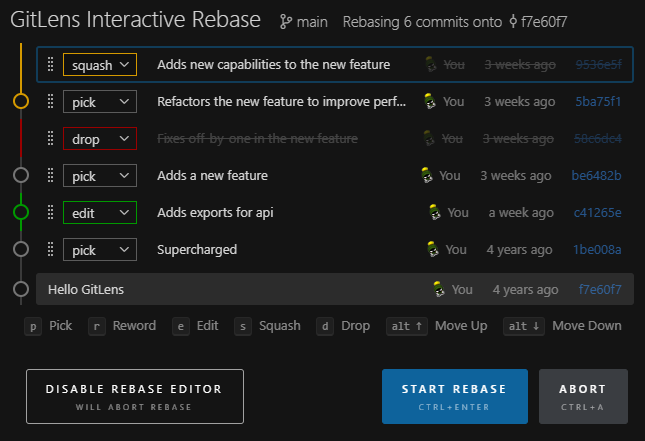 GitLens Interactive Rebase main Rebasing 6 commits onto f7e60f7
squash Adds new capabilities to the new feature You 3 weeks ago 9536e5f
pick Refactors the new feature to improve perf... You 3 weeks ago 5ba75f1
drop Fixes off-by-one in the new feature You 3 weeks ago 58c6dc4
pick Adds a new feature You 3 weeks ago be6482b
edit Adds exports for api You a week ago c41265e
pick Supercharged You 4 years ago 1be008a
Hello GitLens You 4 years ago f7e60f7
p Pick r Reword e Edit s Squash d Drop alt ↑ Move Up alt ↓ Move Down
DISABLE REBASE EDITOR START REBASE ABORT
WILL ABORT REBASE CTRL+ENTER CTRL+A